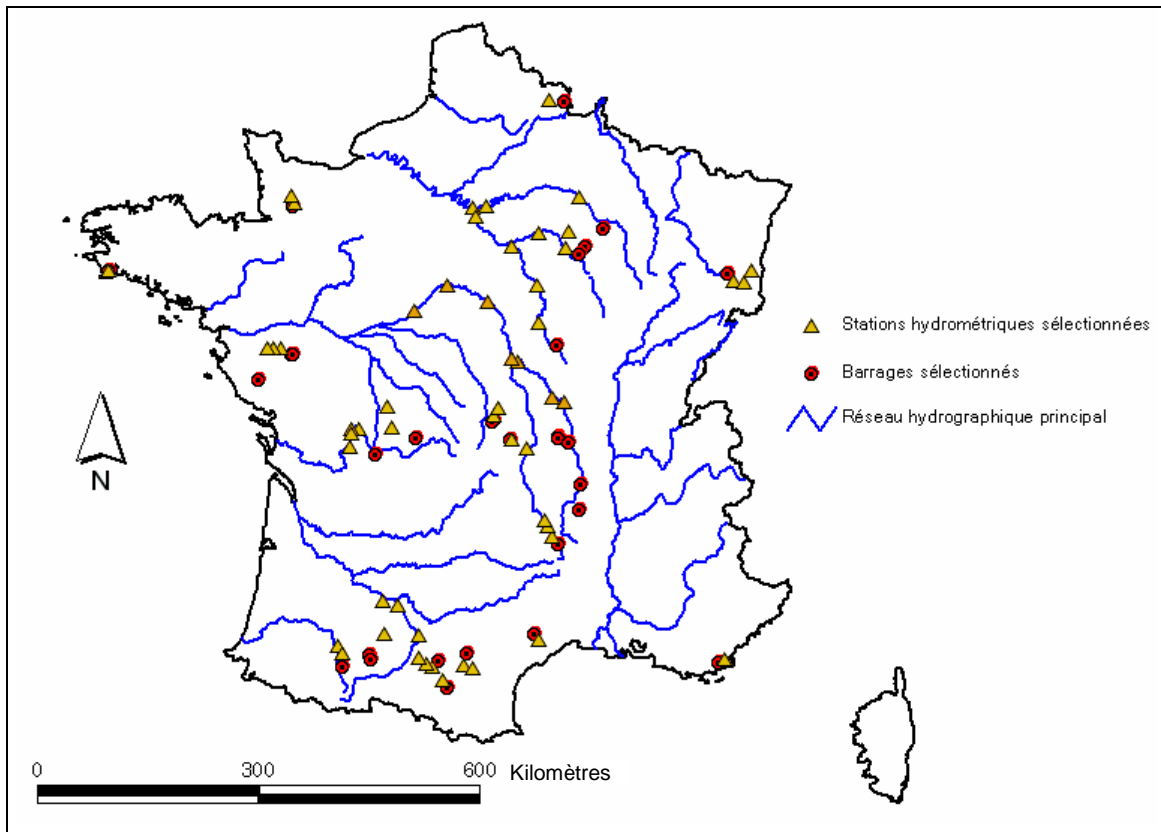 Stations hydrométriques sélectionnées
Barrages sélectionnés
Réseau hydrographique principal
N
0 300 600 Kilomètres